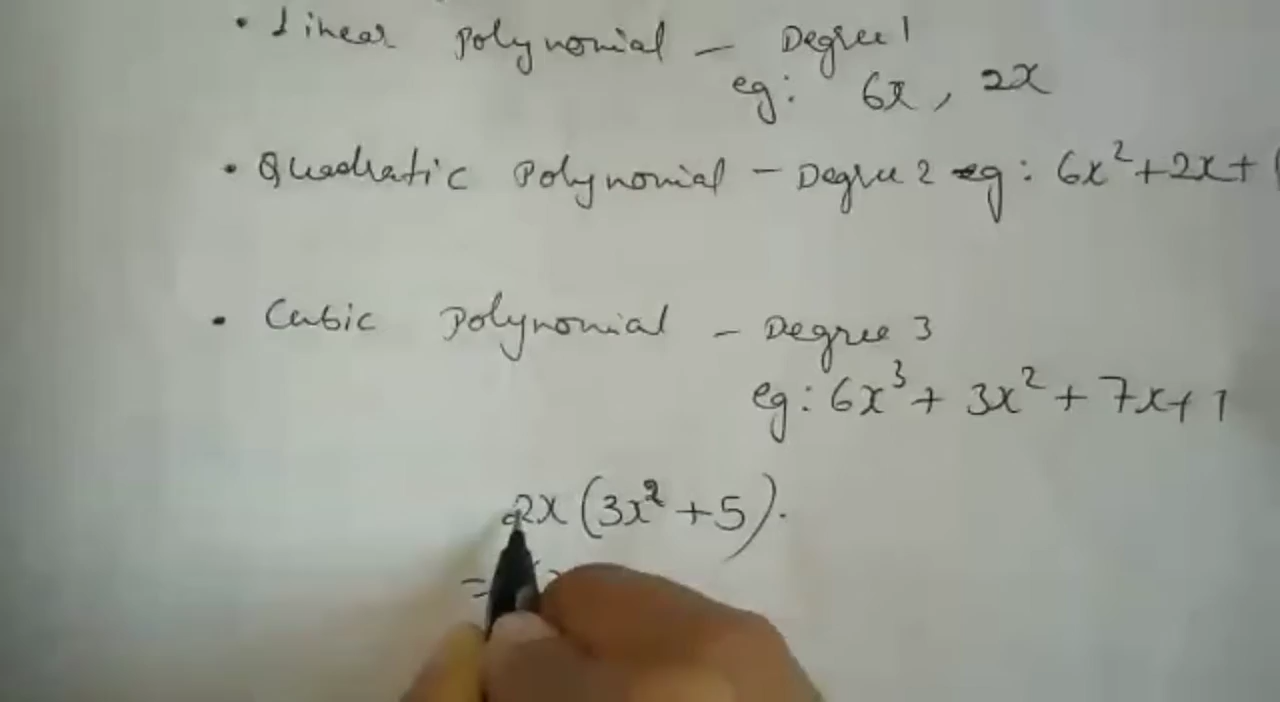 • Linear Polynomial – Degree 1
eg: 6x, 2x
• Quadratic Polynomial – Degree 2 eg: 6x² + 2x +
• Cubic Polynomial – Degree 3
eg: 6x³ + 3x² + 7x + 1
2x (3x² + 5).
=